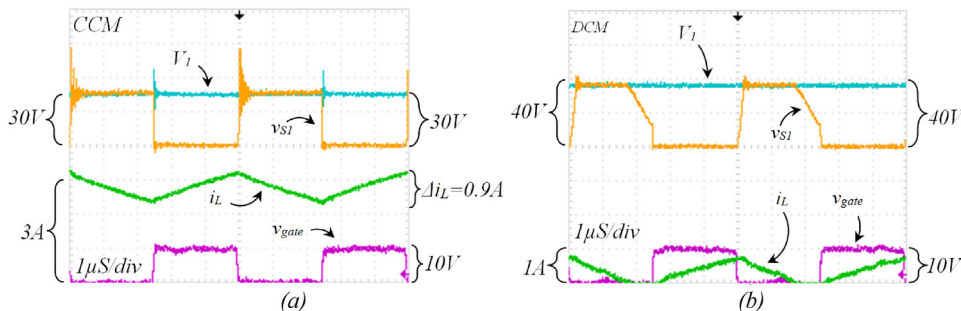 CCM
V1
30V
30V
vS1
iL
ΔiL=0.9A
3A
vgate
1µS/div
10V
(a)
DCM
V1
40V
40V
vS1
iL
vgate
1µS/div
1A
10V
(b)